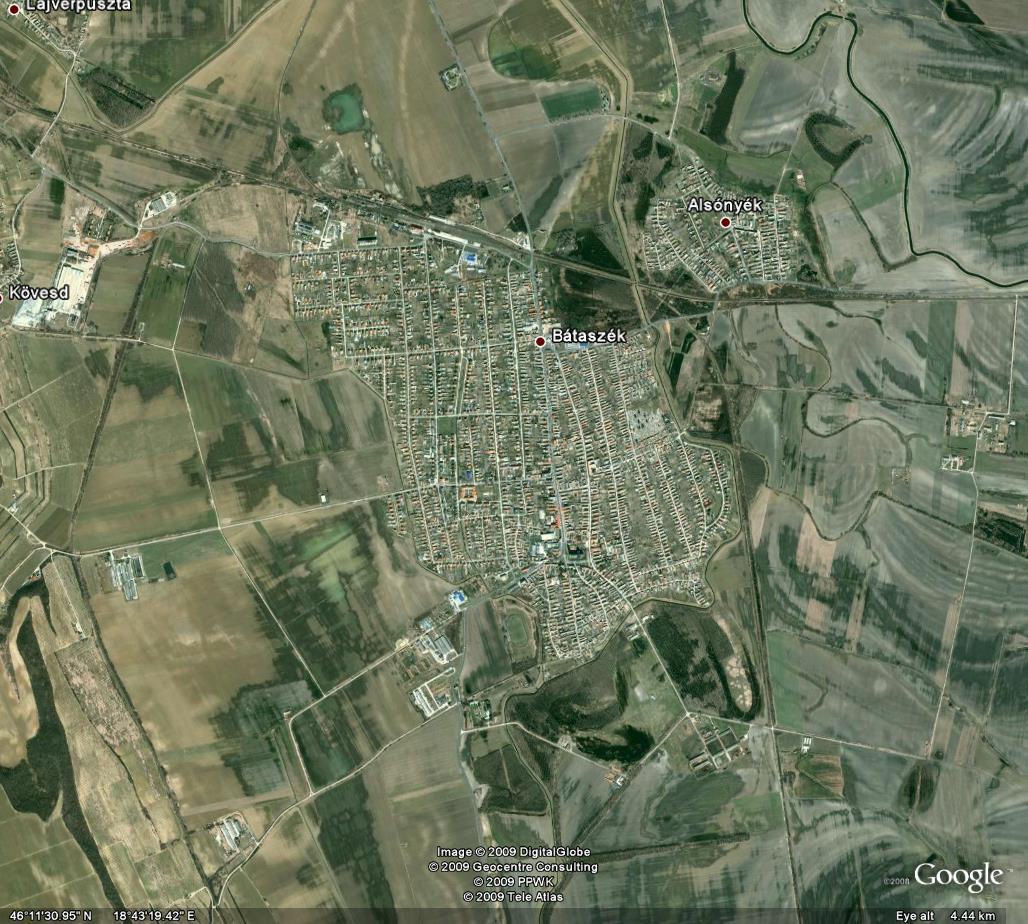 Lajvérpuszta
Alsónyék
Kövesd
Bátaszék
Image © 2009 DigitalGlobe
© 2009 Geocentre Consulting
© 2009 PPWK
© 2009 Tele Atlas
©2008 Google™
46°11'30.95" N 18°43'19.42" E Eye alt 4.44 km